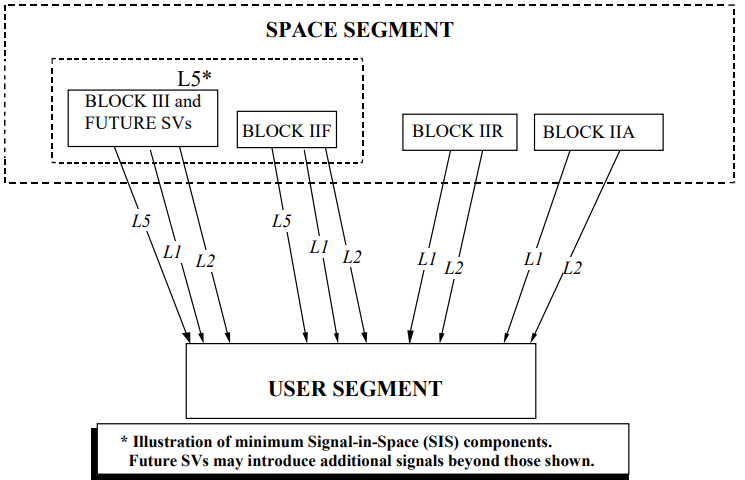 SPACE SEGMENT
L5*
BLOCK III and
FUTURE SVs
BLOCK IIF
BLOCK IIR
BLOCK IIA
L5
L1
L2
L5
L1
L2
L1
L2
L1
L2
USER SEGMENT
* Illustration of minimum Signal-in-Space (SIS) components.
Future SVs may introduce additional signals beyond those shown.